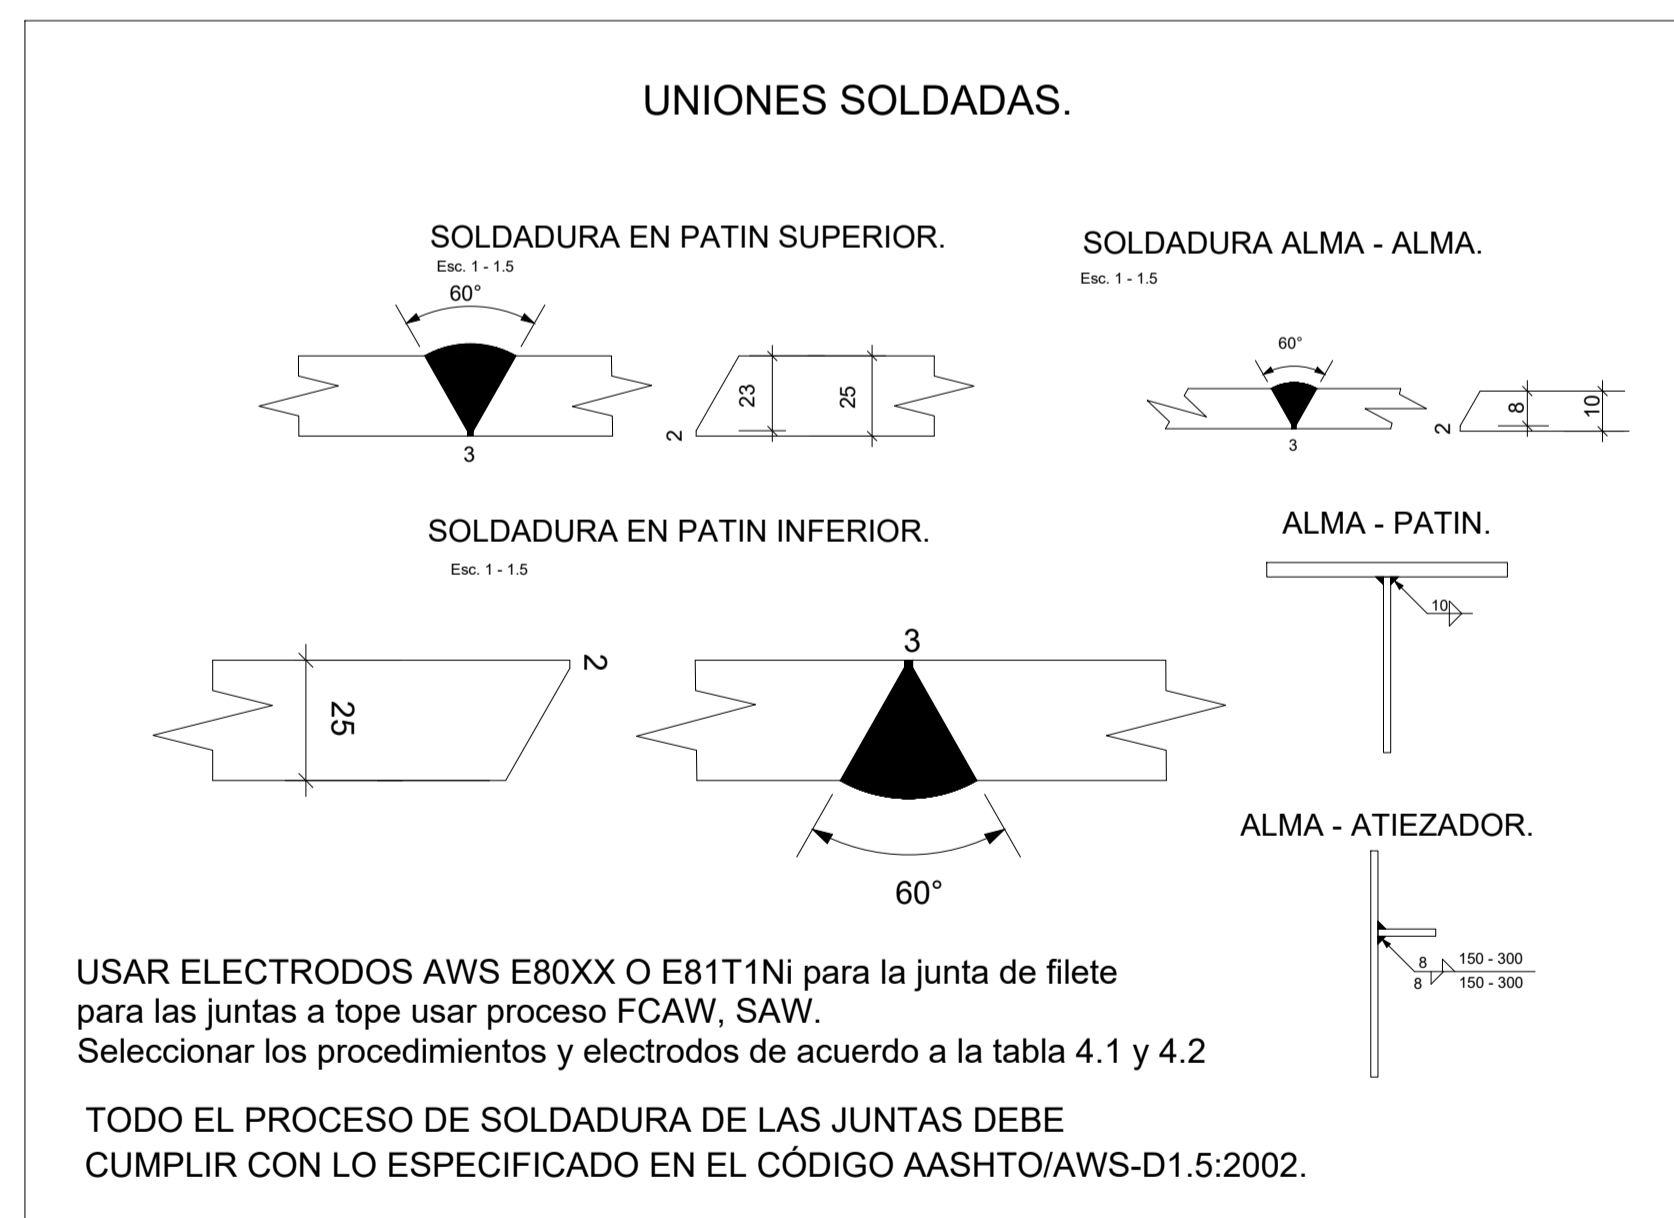 UNIONES SOLDADAS.
SOLDADURA EN PATIN SUPERIOR.
Esc. 1 - 1.5
60°
3
2
23
25
SOLDADURA ALMA - ALMA.
Esc. 1 - 1.5
60°
3
2
8
10
SOLDADURA EN PATIN INFERIOR.
Esc. 1 - 1.5
25
2
3
60°
ALMA - PATIN.
10
ALMA - ATIEZADOR.
8 150 - 300
8 150 - 300
USAR ELECTRODOS AWS E80XX O E81T1Ni para la junta de filete
para las juntas a tope usar proceso FCAW, SAW.
Seleccionar los procedimientos y electrodos de acuerdo a la tabla 4.1 y 4.2
TODO EL PROCESO DE SOLDADURA DE LAS JUNTAS DEBE
CUMPLIR CON LO ESPECIFICADO EN EL CÓDIGO AASHTO/AWS-D1.5:2002.